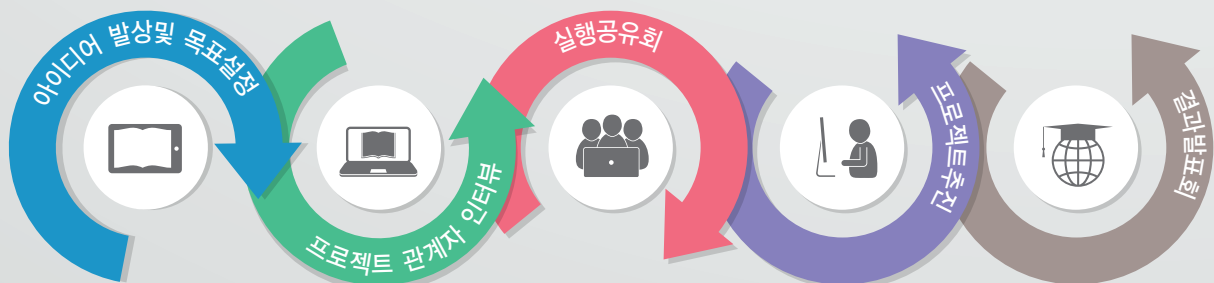 아이디어 발상및 목표설정
프로젝트 관계자 인터뷰
실행공유회
프로젝트추진
결과발표회